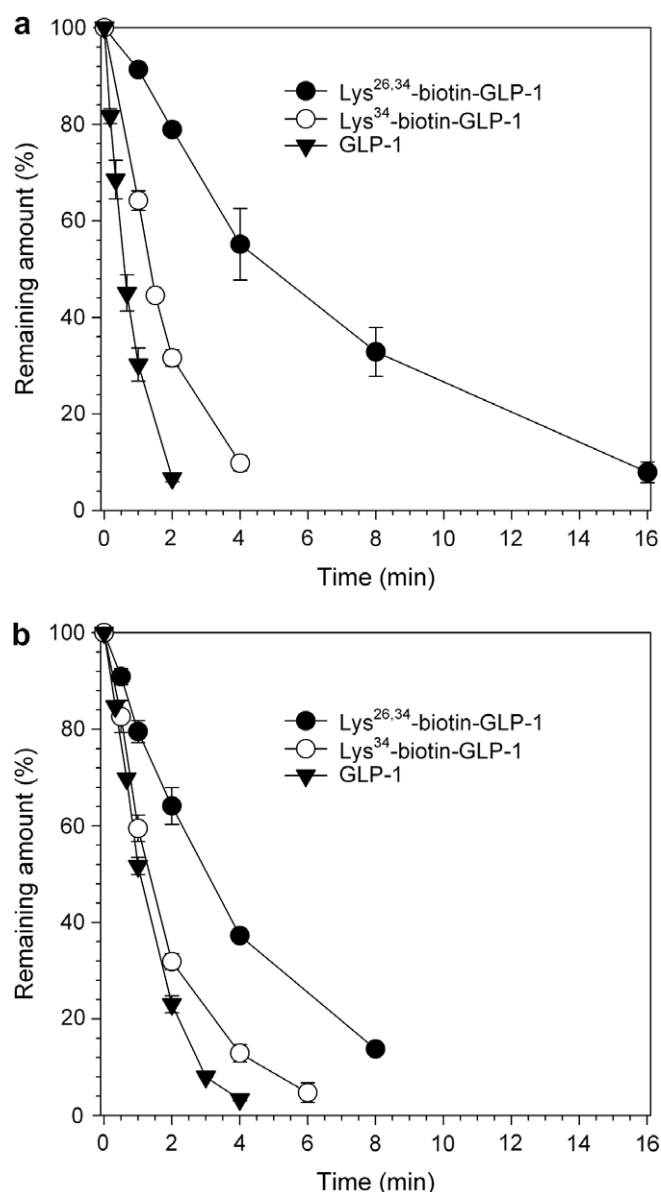 a
100
80
60
40
20
0
Remaining amount (%)
Lys26,34-biotin-GLP-1
Lys34-biotin-GLP-1
GLP-1
0 2 4 6 8 10 12 14 16
Time (min)
b
100
80
60
40
20
0
Remaining amount (%)
Lys26,34-biotin-GLP-1
Lys34-biotin-GLP-1
GLP-1
0 2 4 6 8 10 12 14 16
Time (min)